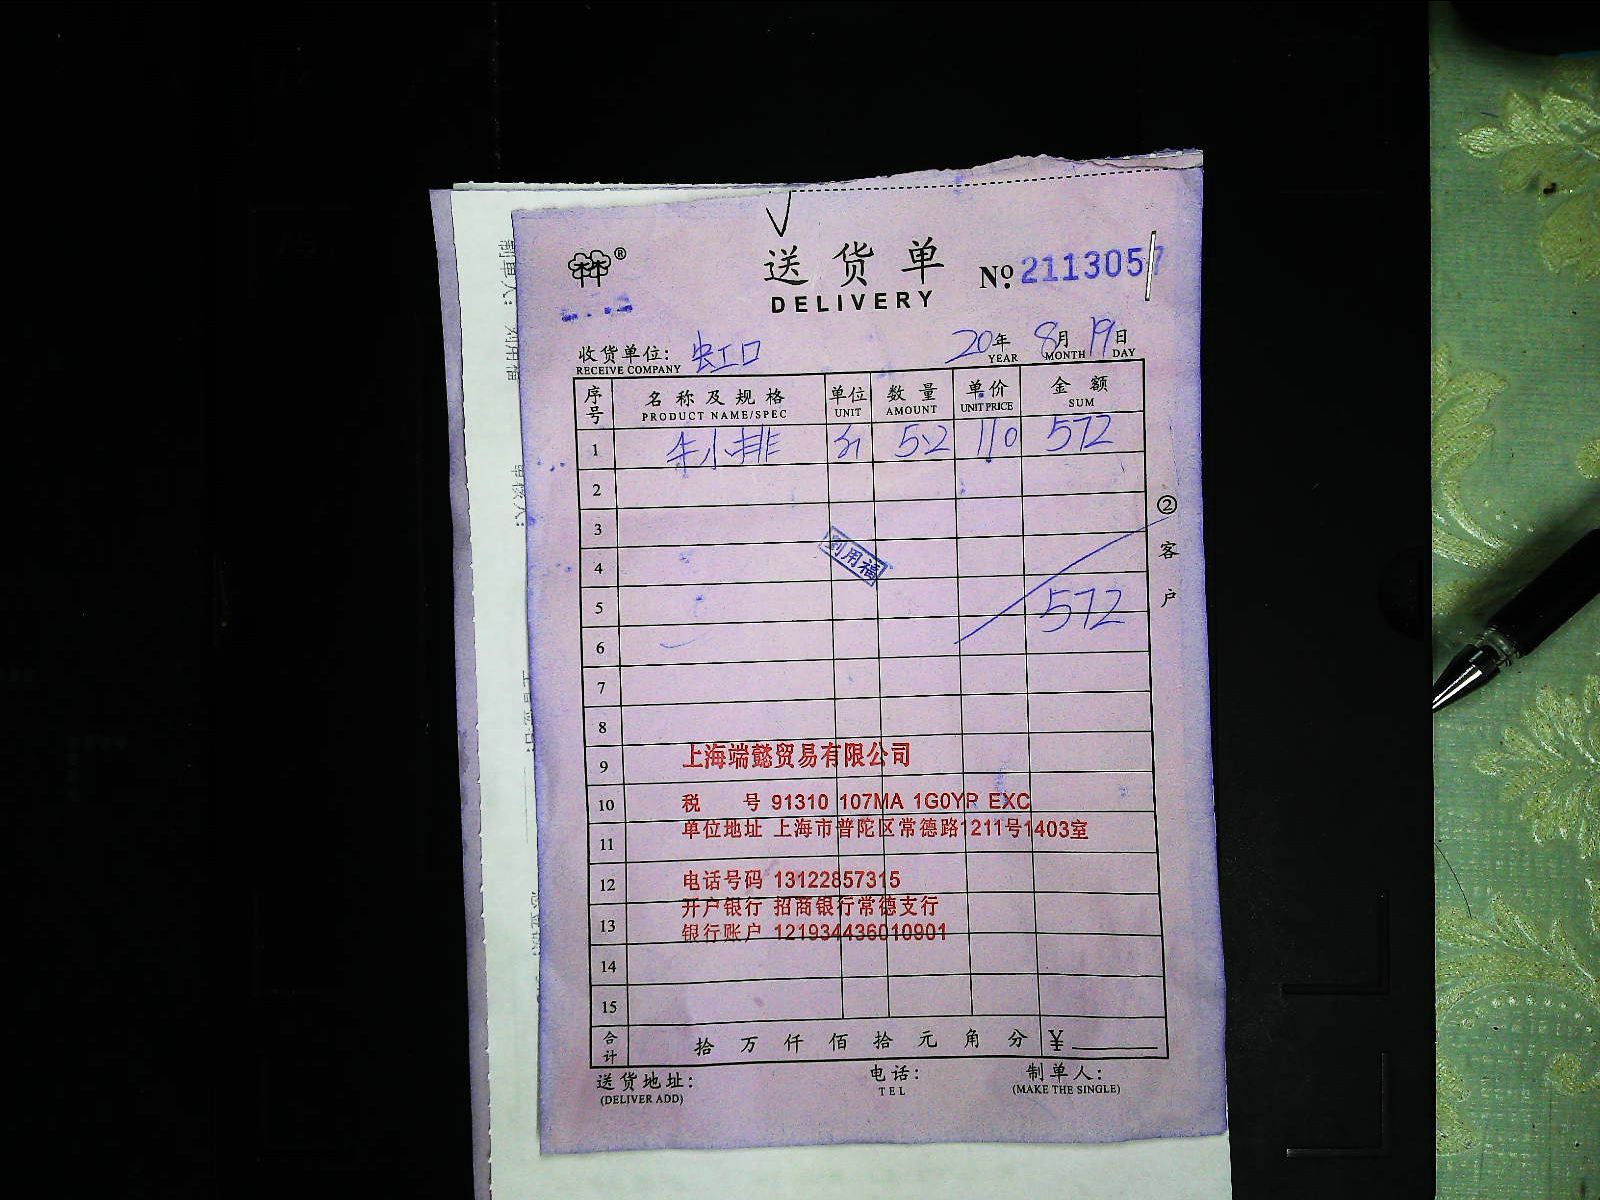 送货单
DELIVERY
№ 2113057
收货单位: 虹口 20年 8月 19日
RECEIVE COMPANY YEAR MONTH DAY
序号 名称及规格 单位 数量 单价 金额
PRODUCT NAME/SPEC UNIT AMOUNT UNIT PRICE SUM
1 牛小排 斤 5.2 110 572
2
3
4
5 572
6
7
8
9
10
11
12
13
14
15
刘用福
② 客户
上海端懿贸易有限公司
税 号 91310 107MA 1G0YP EXC
单位地址 上海市普陀区常德路1211号1403室
电话号码 13122857315
开户银行 招商银行常德支行
银行账户 121934436010901
合计 拾 万 仟 佰 拾 元 角 分 ¥
送货地址: 电话: 制单人:
(DELIVER ADD) TEL (MAKE THE SINGLE)
制单人: 刘用福
审核人: